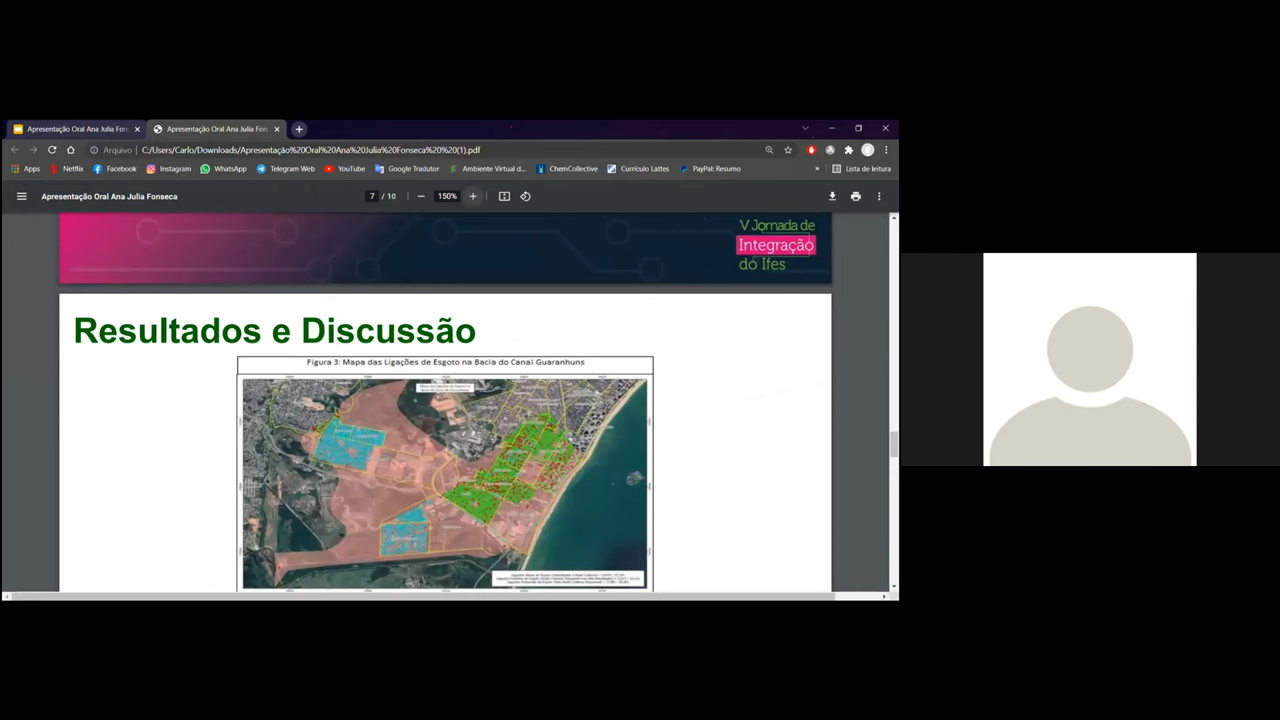 Apresentação Oral Ana Julia Fon
Apresentação Oral Ana Julia Fon
Arquivo
C:/Users/Carlo/Downloads/Apresentação%20Oral%20Ana%20Julia%20Fonseca%20%20(1).pdf
Apps
Netflix
Facebook
Instagram
WhatsApp
Telegram Web
YouTube
Google Tradutor
Ambiente Virtual d...
ChemCollective
Currículo Lattes
PayPal: Resumo
»
Lista de leitura
Apresentação Oral Ana Julia Fonseca
7 / 10
150%
V Jornada de
Integração
do Ifes
Resultados e Discussão
Figura 3: Mapa das Ligações de Esgoto na Bacia do Canal Guaranhuns